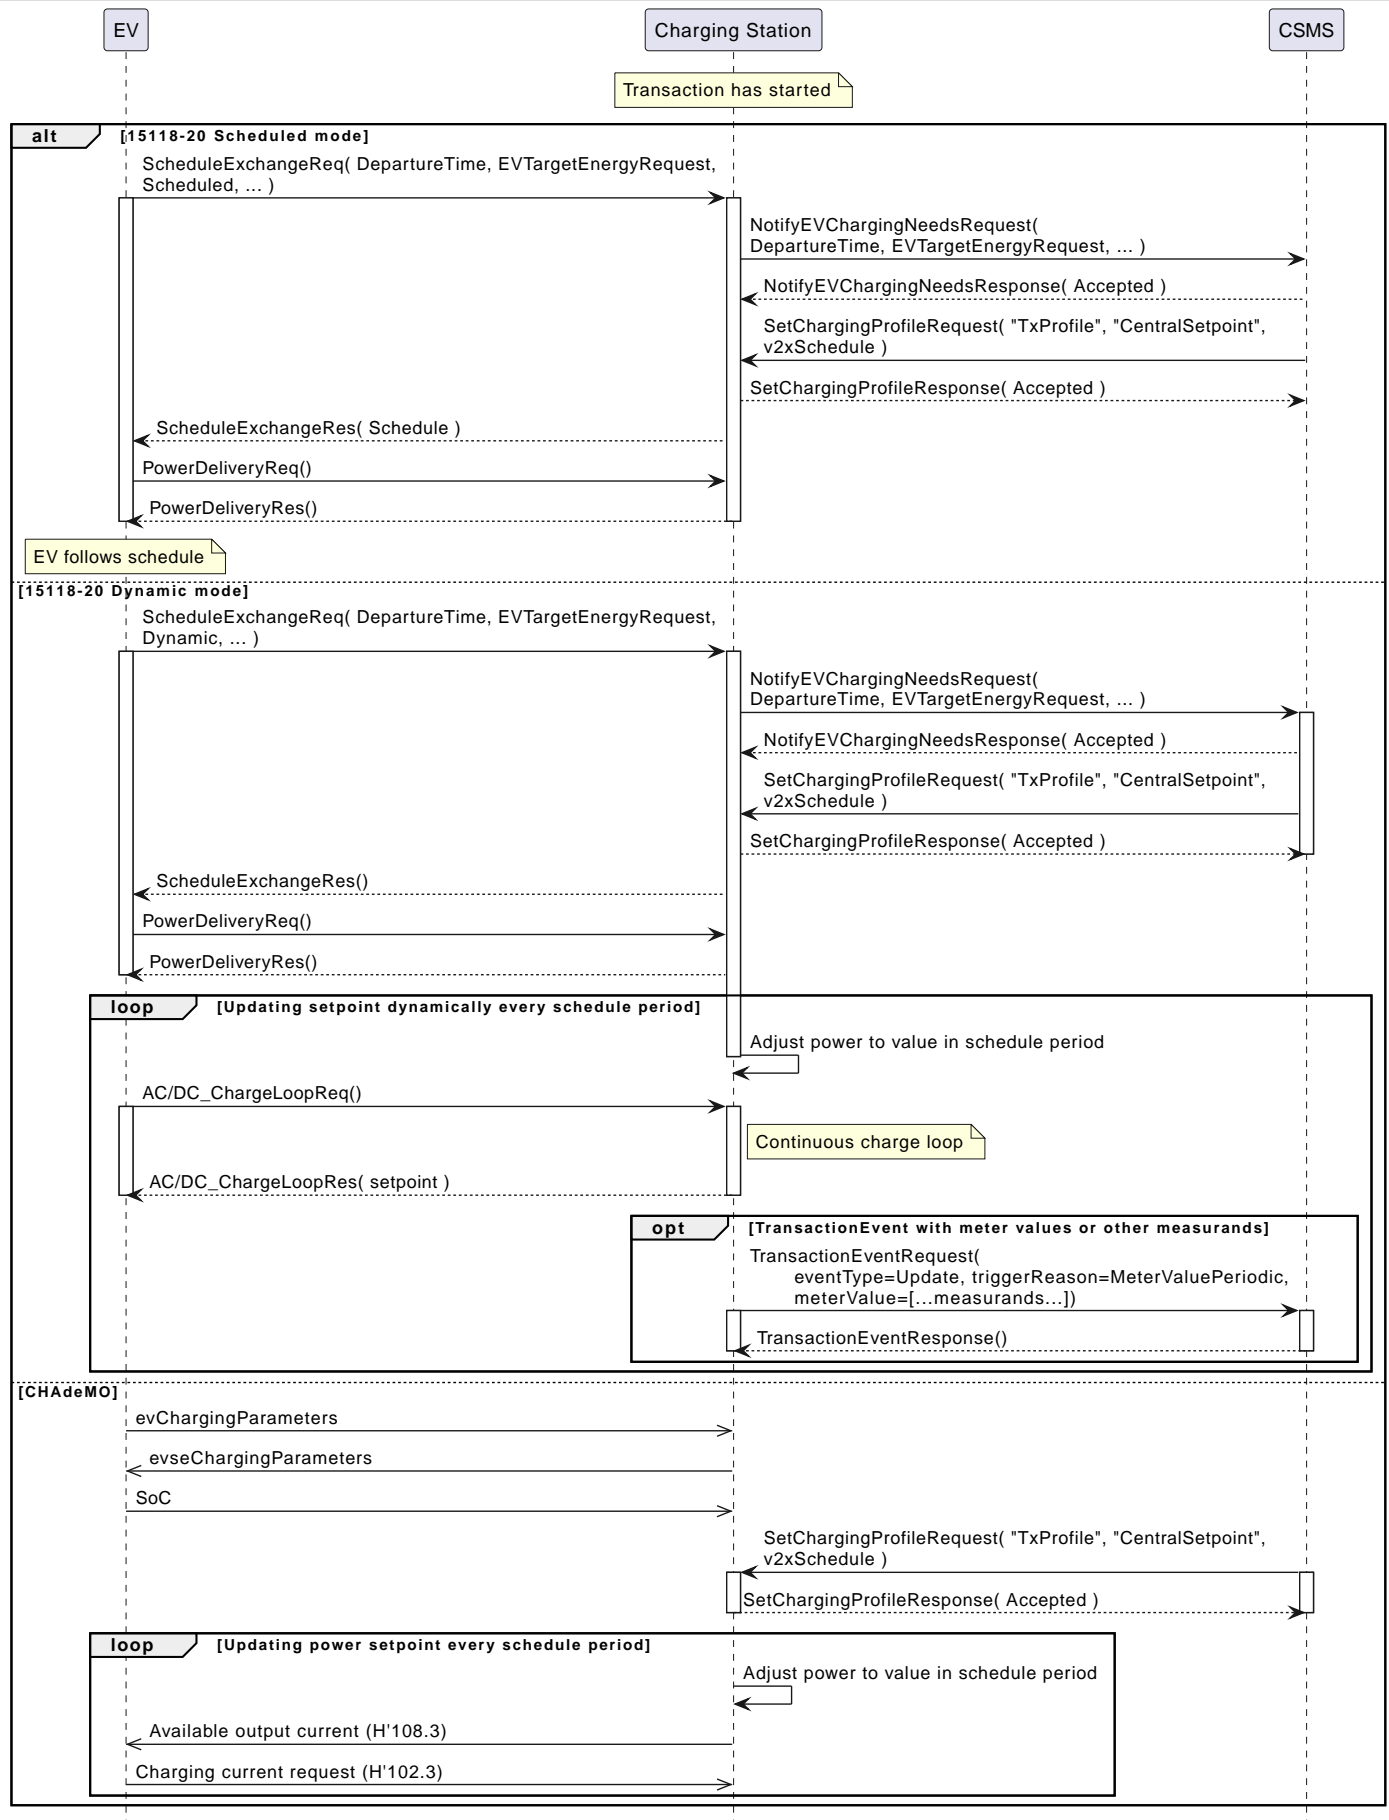 EV
Charging Station
CSMS
Transaction has started
alt
[15118-20 Scheduled mode]
ScheduleExchangeReq( DepartureTime, EVTargetEnergyRequest,
Scheduled, ... )
NotifyEVChargingNeedsRequest(
DepartureTime, EVTargetEnergyRequest, ... )
NotifyEVChargingNeedsResponse( Accepted )
SetChargingProfileRequest( "TxProfile", "CentralSetpoint",
v2xSchedule )
SetChargingProfileResponse( Accepted )
ScheduleExchangeRes( Schedule )
PowerDeliveryReq()
PowerDeliveryRes()
EV follows schedule
[15118-20 Dynamic mode]
ScheduleExchangeReq( DepartureTime, EVTargetEnergyRequest,
Dynamic, ... )
NotifyEVChargingNeedsRequest(
DepartureTime, EVTargetEnergyRequest, ... )
NotifyEVChargingNeedsResponse( Accepted )
SetChargingProfileRequest( "TxProfile", "CentralSetpoint",
v2xSchedule )
SetChargingProfileResponse( Accepted )
ScheduleExchangeRes()
PowerDeliveryReq()
PowerDeliveryRes()
loop
[Updating setpoint dynamically every schedule period]
Adjust power to value in schedule period
AC/DC_ChargeLoopReq()
Continuous charge loop
AC/DC_ChargeLoopRes( setpoint )
opt
[TransactionEvent with meter values or other measurands]
TransactionEventRequest(
eventType=Update, triggerReason=MeterValuePeriodic,
meterValue=[...measurands...])
TransactionEventResponse()
[CHAdeMO]
evChargingParameters
evseChargingParameters
SoC
SetChargingProfileRequest( "TxProfile", "CentralSetpoint",
v2xSchedule )
SetChargingProfileResponse( Accepted )
loop
[Updating power setpoint every schedule period]
Adjust power to value in schedule period
Available output current (H'108.3)
Charging current request (H'102.3)